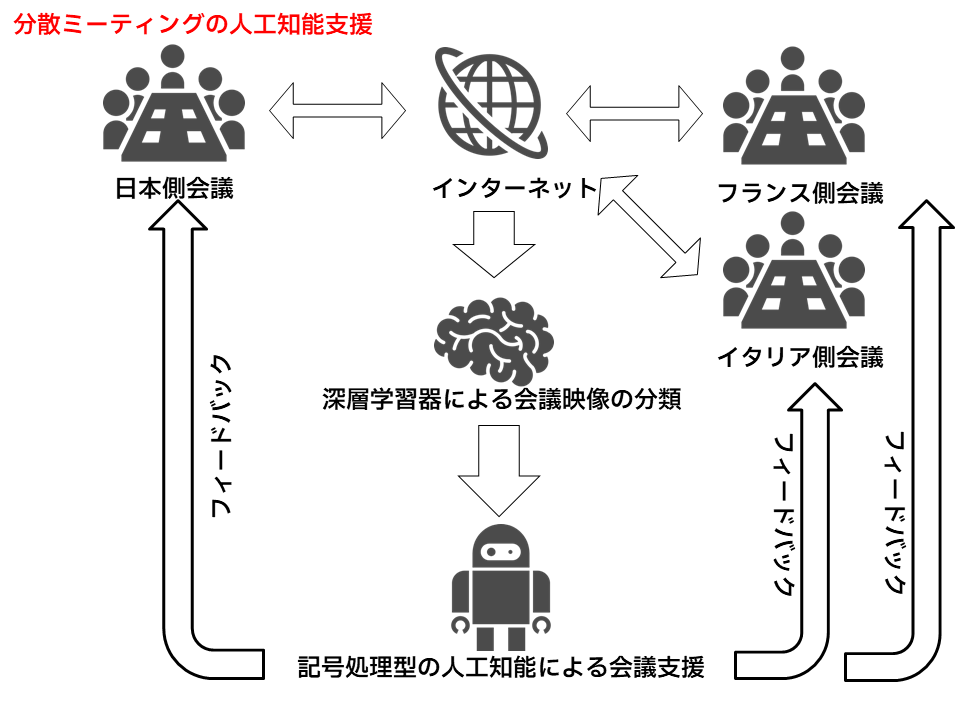 分散ミーティングの人工知能支援
日本側会議
インターネット
フランス側会議
イタリア側会議
深層学習器による会議映像の分類
フィードバック
フィードバック
フィードバック
記号処理型の人工知能による会議支援